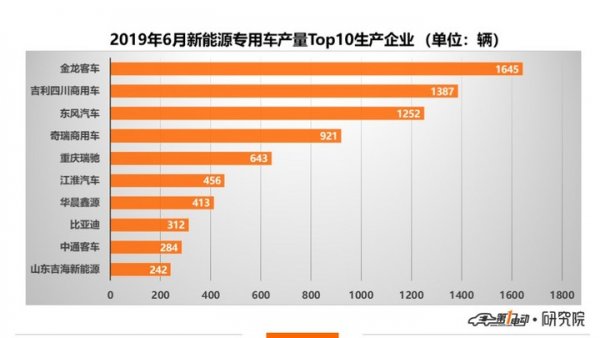 2019年6月新能源专用车产量Top10生产企业（单位：辆）
金龙客车 1645
吉利四川商用车 1387
东风汽车 1252
奇瑞商用车 921
重庆瑞驰 643
江淮汽车 456
华晨鑫源 413
比亚迪 312
中通客车 284
山东吉海新能源 242
0 200 400 600 800 1000 1200 1400 1600 1800
第1电动·研究院